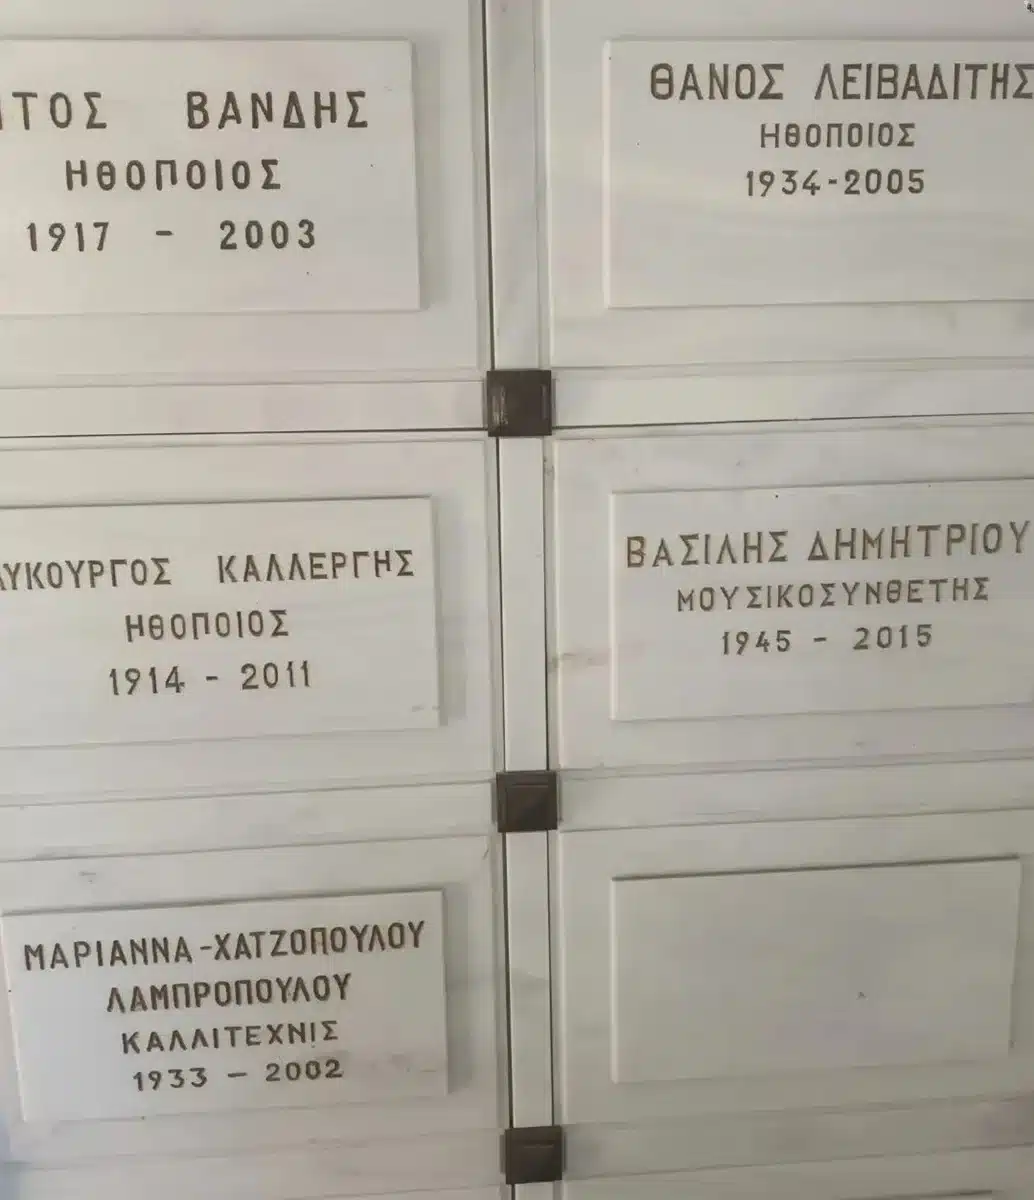 ΒΑΝΔΗΣ
ΗΘΟΠΟΙΟΣ
1917 - 2003
ΘΑΝΟΣ ΛΕΙΒΑΔΙΤΗΣ
ΗΘΟΠΟΙΟΣ
1934-2005
ΚΑΛΛΕΡΓΗΣ
ΗΘΟΠΟΙΟΣ
1914 - 2011
ΒΑΣΙΛΗΣ ΔΗΜΗΤΡΙΟΥ
ΜΟΥΣΙΚΟΣΥΝΘΕΤΗΣ
1945 - 2015
ΜΑΡΙΑΝΝΑ-ΧΑΤΖΟΠΟΥΛΟΥ
ΛΑΜΠΡΟΠΟΥΛΟΥ
ΚΑΛΛΙΤΕΧΝΙΣ
1933 - 2002